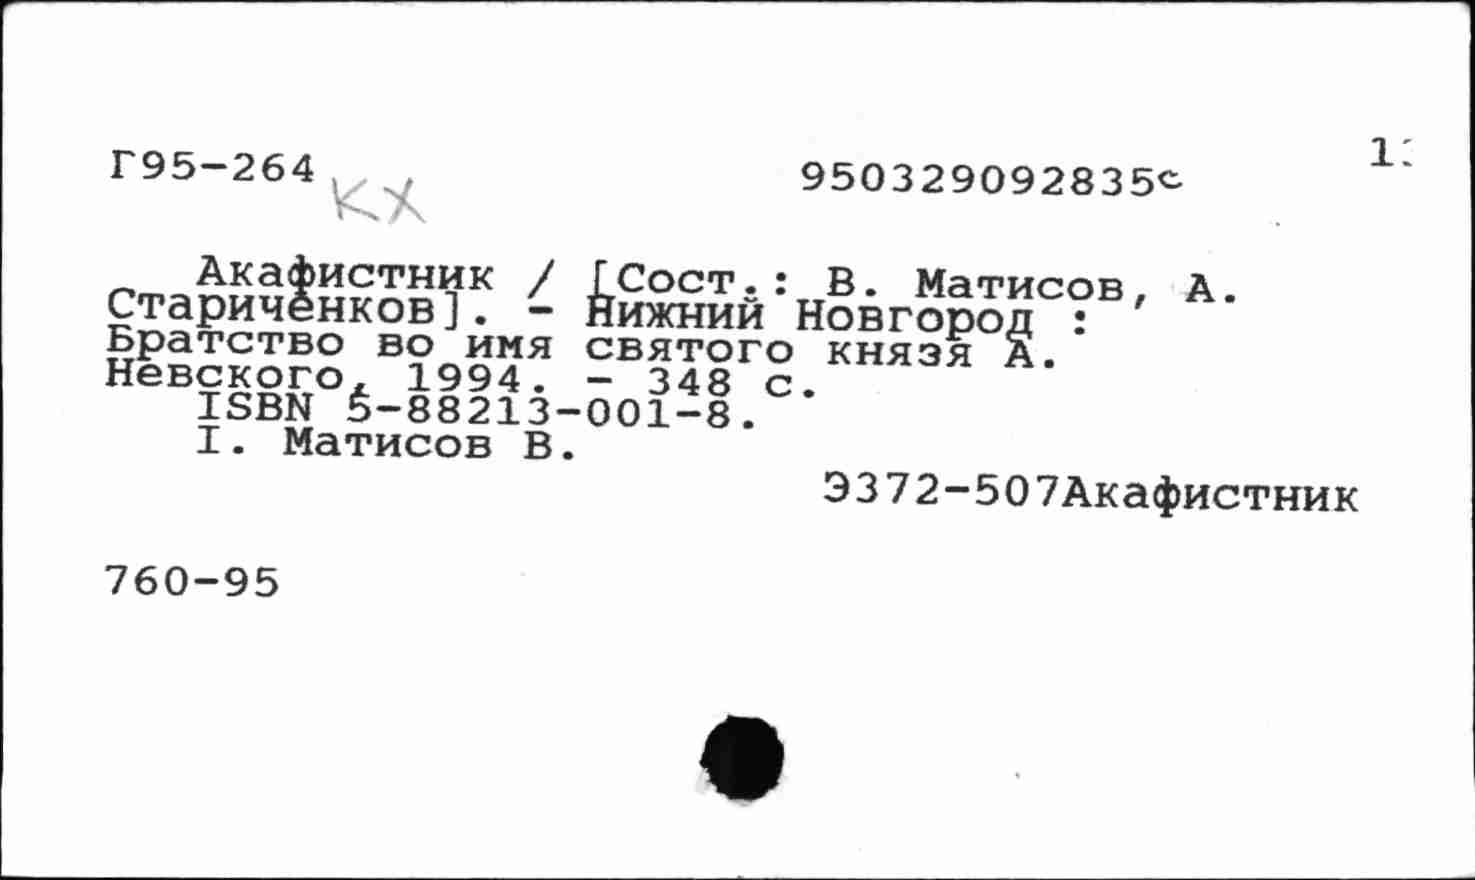 Г95-264
КХ
950329092835с
Акафистник / [Сост.: В. Матисов, А.
Стариченков]. - Нижний Новгород :
Братство во имя святого князя А.
Невского, 1994. - 348 с.
ISBN 5-88213-001-8.
I. Матисов В.
Э372-507Акафистник
760-95